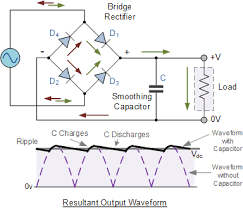 Bridge
Rectifier
D4
D1
D3
D2
-
+
+V
C
Load
Smoothing
Capacitor
0V
C Charges
C Discharges
Waveform
with
Capacitor
Ripple
Vdc
Waveform
without
Capacitor
0v
Resultant Output Waveform